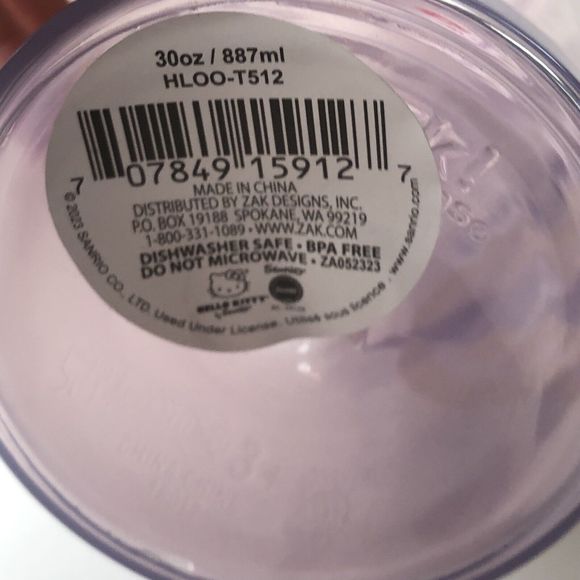 30oz / 887ml
HLOO-T512
7 07849 15912 7
MADE IN CHINA
DISTRIBUTED BY ZAK DESIGNS, INC.
P.O. BOX 19188 SPOKANE, WA 99219
1-800-331-1089 · WWW.ZAK.COM
DISHWASHER SAFE · BPA FREE
DO NOT MICROWAVE · ZA052323
HELLO KITTY
© 2023 SANRIO CO., LTD. Used Under License. Utilisé sous licence. www.sanrio.com